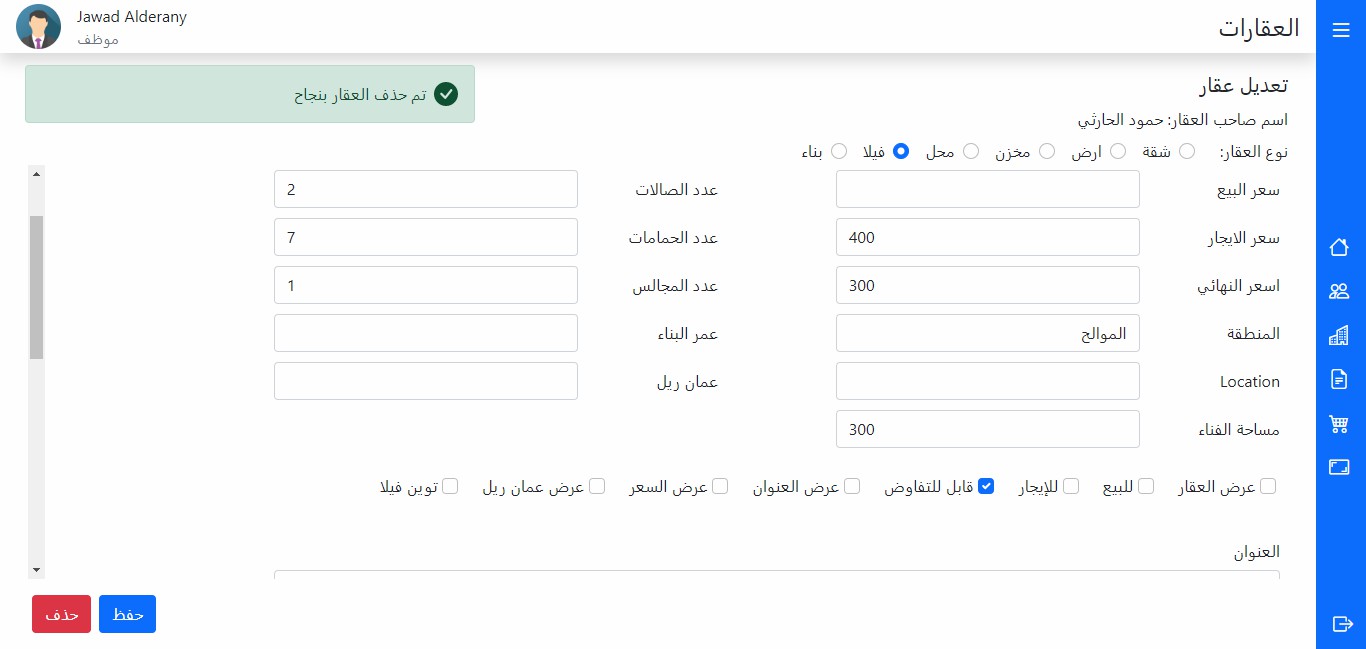 العقارات
Jawad Alderany
موظف
تم حذف العقار بنجاح
تعديل عقار
اسم صاحب العقار: حمود الحارثي
نوع العقار: شقة ارض مخزن محل فيلا بناء
سعر البيع
عدد الصالات 2
سعر الايجار 400
عدد الحمامات 7
اسعر النهائي 300
عدد المجالس 1
المنطقة الموالح
عمر البناء
Location
عمان ريل
مساحة الفناء 300
عرض العقار للبيع للإيجار قابل للتفاوض عرض العنوان عرض السعر عرض عمان ريل توين فيلا
العنوان
حفظ حذف